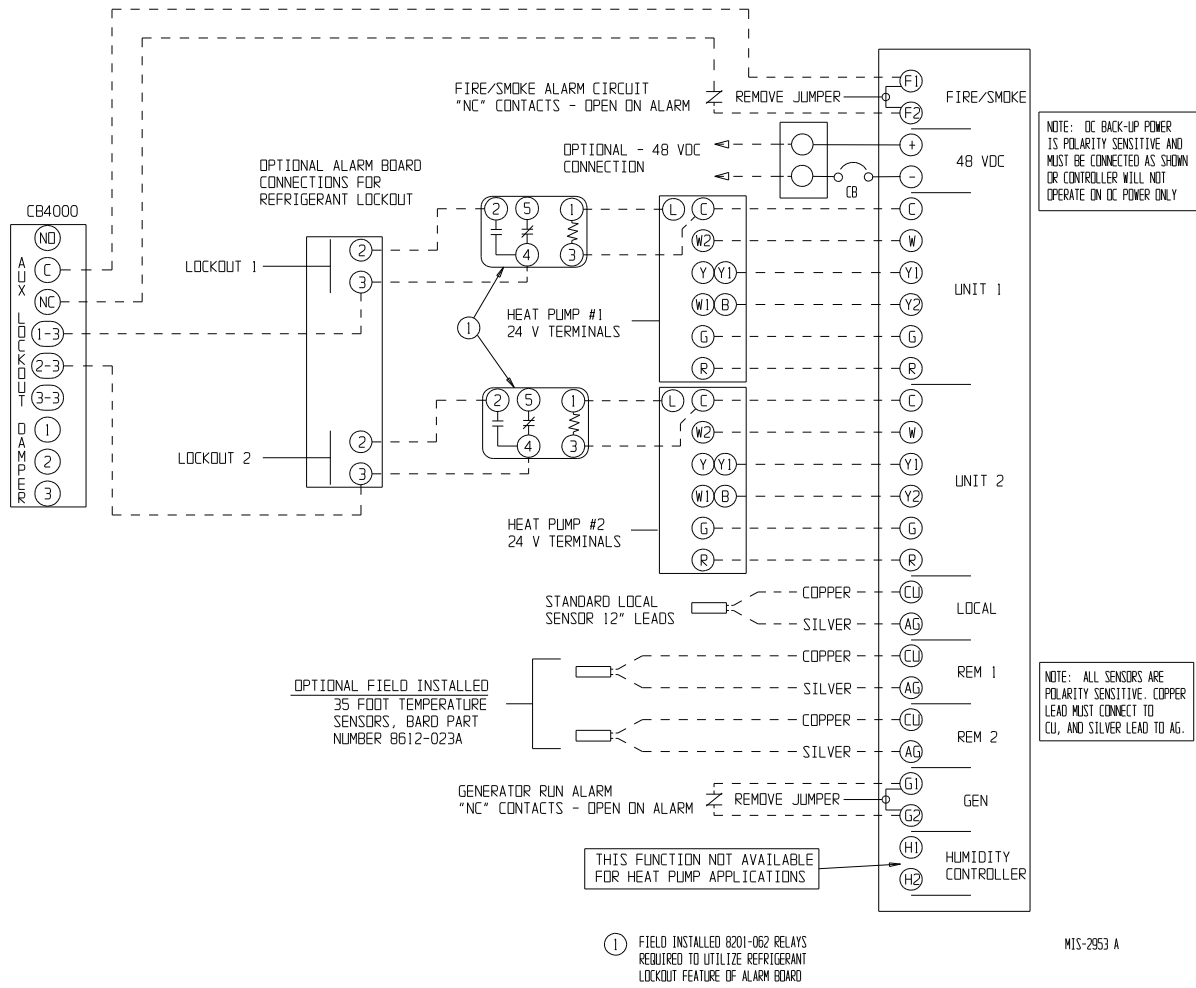 FIRE/SMOKE ALARM CIRCUIT
"NC" CONTACTS - OPEN ON ALARM
REMOVE JUMPER
F1
F2
FIRE/SMOKE
OPTIONAL - 48 VDC
CONNECTION
CB
+
-
48 VDC
NOTE: DC BACK-UP POWER
IS POLARITY SENSITIVE AND
MUST BE CONNECTED AS SHOWN
OR CONTROLLER WILL NOT
OPERATE ON DC POWER ONLY
OPTIONAL ALARM BOARD
CONNECTIONS FOR
REFRIGERANT LOCKOUT
CB4000
AUX LOCKOUT DAMPER
NO
C
NC
1-3
2-3
3-3
1
2
3
LOCKOUT 1
2
3
LOCKOUT 2
2
3
2 5 1
4 3
1
2 5 1
4 3
HEAT PUMP #1
24 V TERMINALS
L C
W2
Y Y1
W1 B
G
R
C
W
Y1
Y2
G
R
UNIT 1
HEAT PUMP #2
24 V TERMINALS
L C
W2
Y Y1
W1 B
G
R
C
W
Y1
Y2
G
R
UNIT 2
STANDARD LOCAL
SENSOR 12" LEADS
COPPER CU
SILVER AG
LOCAL
OPTIONAL FIELD INSTALLED
35 FOOT TEMPERATURE
SENSORS, BARD PART
NUMBER 8612-023A
COPPER CU
SILVER AG
REM 1
COPPER CU
SILVER AG
REM 2
NOTE: ALL SENSORS ARE
POLARITY SENSITIVE. COPPER
LEAD MUST CONNECT TO
CU, AND SILVER LEAD TO AG.
GENERATOR RUN ALARM
"NC" CONTACTS - OPEN ON ALARM
REMOVE JUMPER
G1
G2
GEN
THIS FUNCTION NOT AVAILABLE
FOR HEAT PUMP APPLICATIONS
H1
H2
HUMIDITY
CONTROLLER
1 FIELD INSTALLED 8201-062 RELAYS
REQUIRED TO UTILIZE REFRIGERANT
LOCKOUT FEATURE OF ALARM BOARD
MIS-2953 A